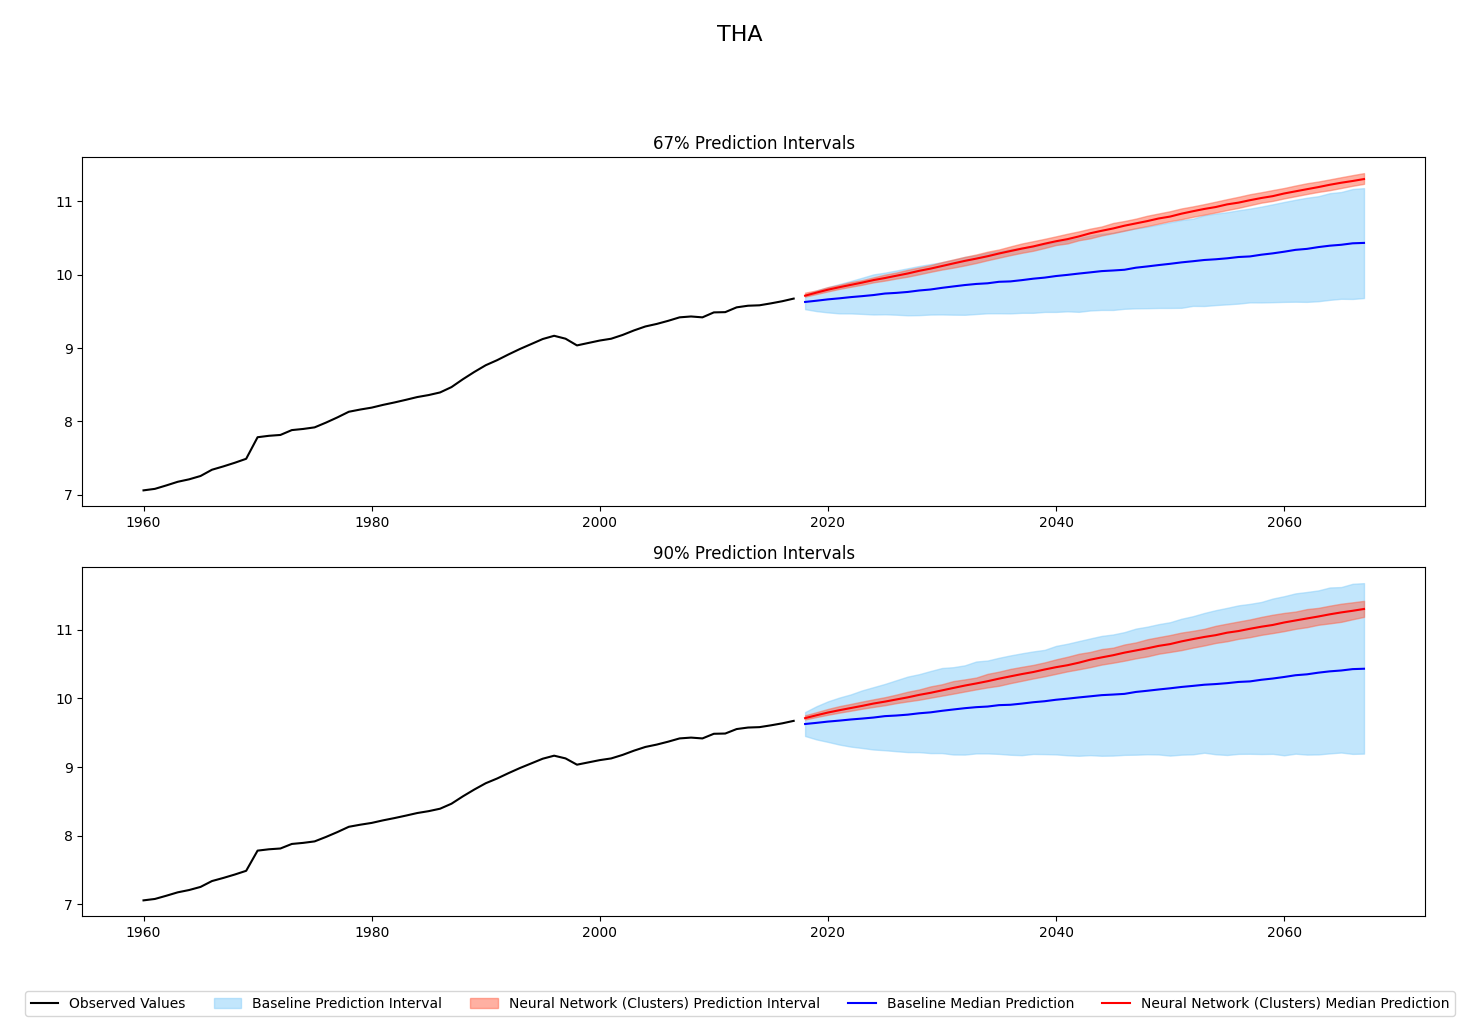 THA
67% Prediction Intervals
11
10
9
8
7
1960 1980 2000 2020 2040 2060
90% Prediction Intervals
11
10
9
8
7
1960 1980 2000 2020 2040 2060
Observed Values Baseline Prediction Interval Neural Network (Clusters) Prediction Interval Baseline Median Prediction Neural Network (Clusters) Median Prediction